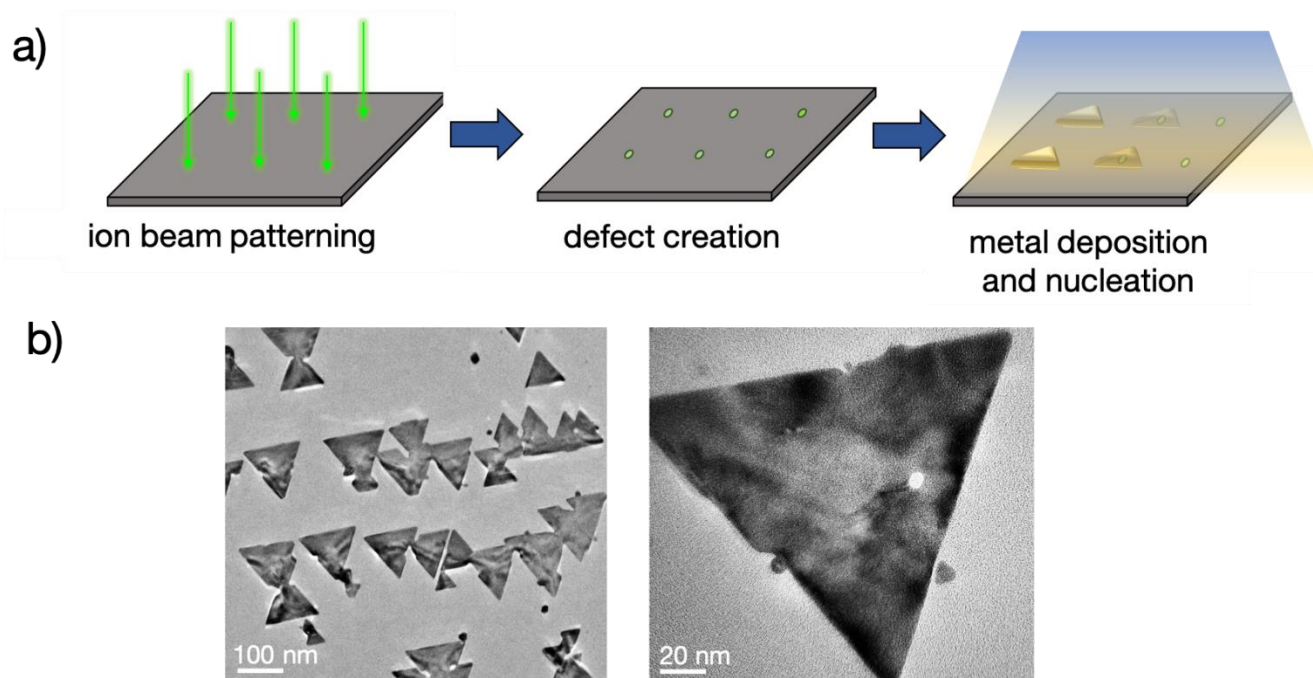 a)
ion beam patterning
defect creation
metal deposition
and nucleation
b)
100 nm
20 nm